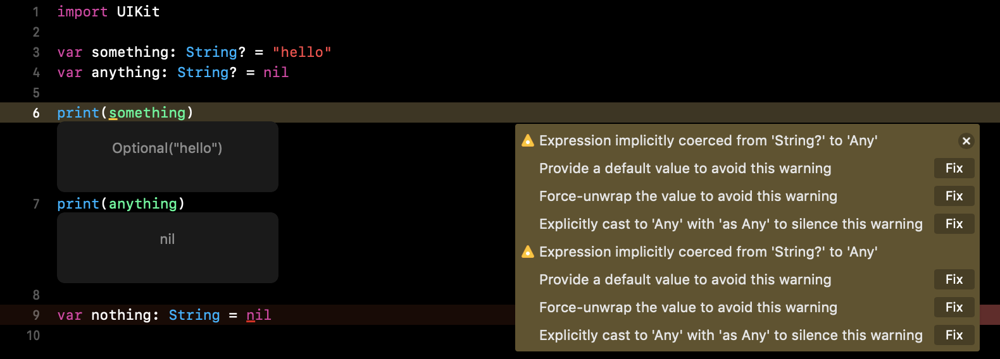 1 import UIKit
2
3 var something: String? = "hello"
4 var anything: String? = nil
5
6 print(something)
Optional("hello")
7 print(anything)
nil
8
9 var nothing: String = nil
10
Expression implicitly coerced from 'String?' to 'Any'
Provide a default value to avoid this warning Fix
Force-unwrap the value to avoid this warning Fix
Explicitly cast to 'Any' with 'as Any' to silence this warning Fix
Expression implicitly coerced from 'String?' to 'Any'
Provide a default value to avoid this warning Fix
Force-unwrap the value to avoid this warning Fix
Explicitly cast to 'Any' with 'as Any' to silence this warning Fix